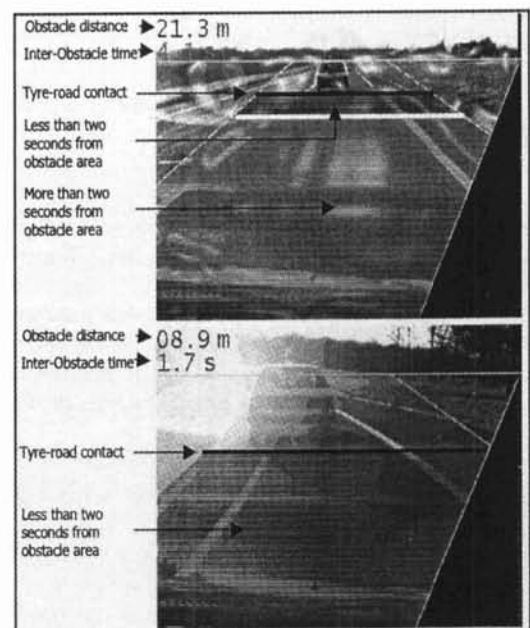 Obstacle distance 21.3 m
Inter-Obstacle time
Tyre-road contact
Less than two
seconds from
obstacle area
More than two
seconds from
obstacle area
Obstacle distance 08.9 m
Inter-Obstacle time 1.7 s
Tyre-road contact
Less than two
seconds from
obstacle area